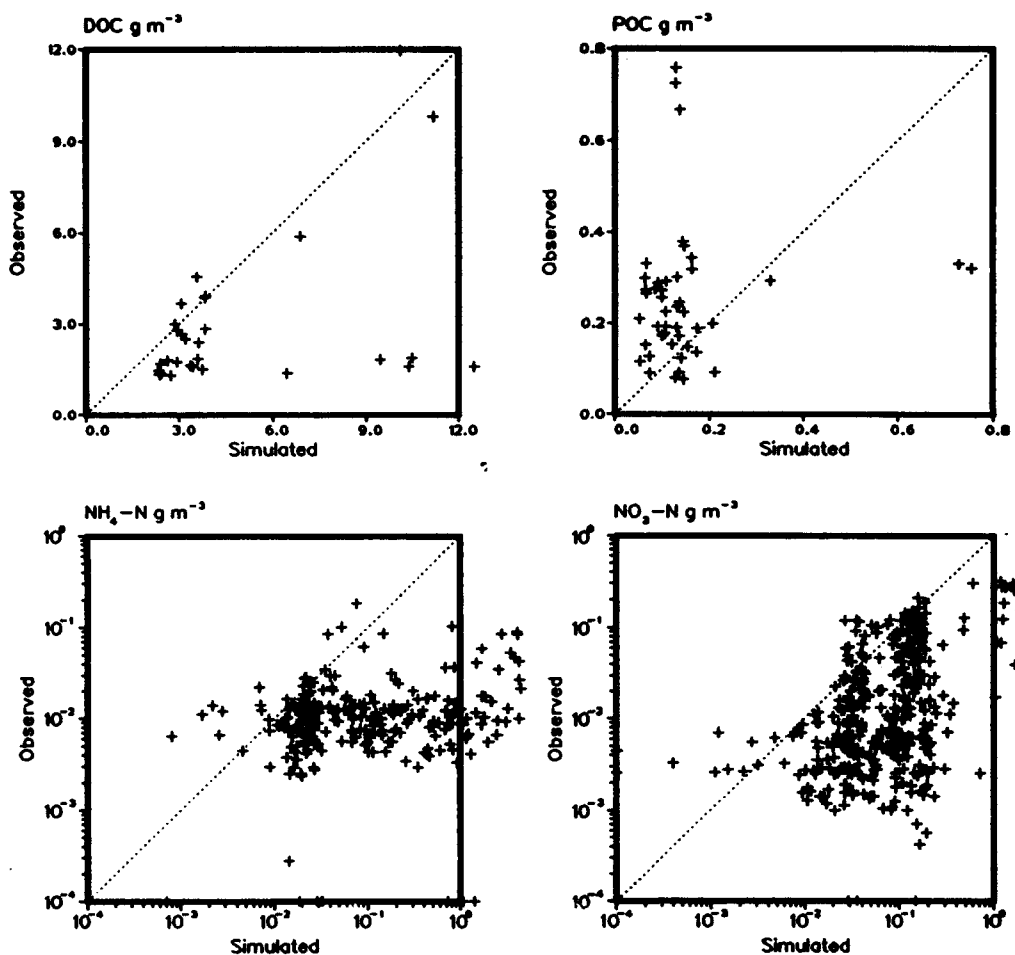 DOC g m⁻³
12.0
9.0
6.0
3.0
0.0
Observed
0.0 3.0 6.0 9.0 12.0
Simulated
POC g m⁻³
0.8
0.6
0.4
0.2
0.0
Observed
0.0 0.2 0.4 0.6 0.8
Simulated
NH₄-N g m⁻³
10⁰
10⁻¹
10⁻²
10⁻³
10⁻⁴
Observed
10⁻⁴ 10⁻³ 10⁻² 10⁻¹ 10⁰
Simulated
NO₃-N g m⁻³
10⁰
10⁻¹
10⁻²
10⁻³
10⁻⁴
Observed
10⁻⁴ 10⁻³ 10⁻² 10⁻¹ 10⁰
Simulated